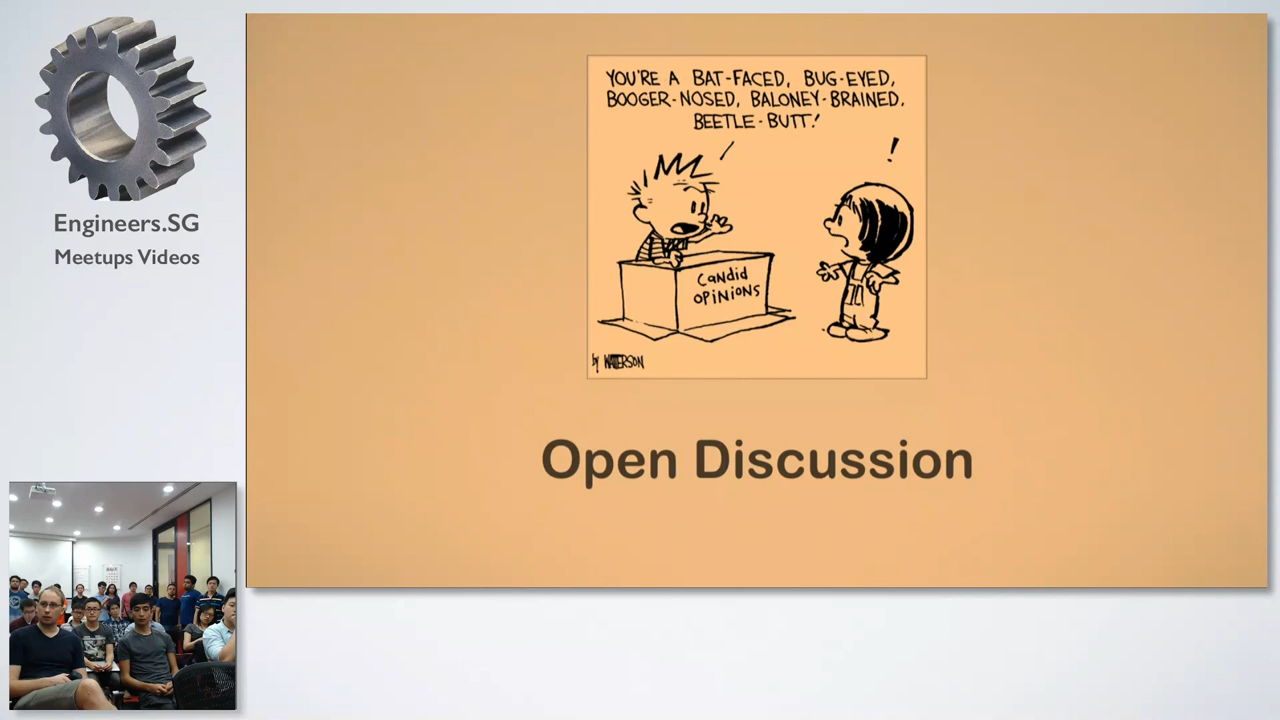 Engineers.SG
Meetups Videos
YOU'RE A BAT-FACED, BUG-EYED,
BOOGER-NOSED, BALONEY-BRAINED.
BEETLE-BUTT!
!
CANDID
OPINIONS
by WATTERSON
Open Discussion